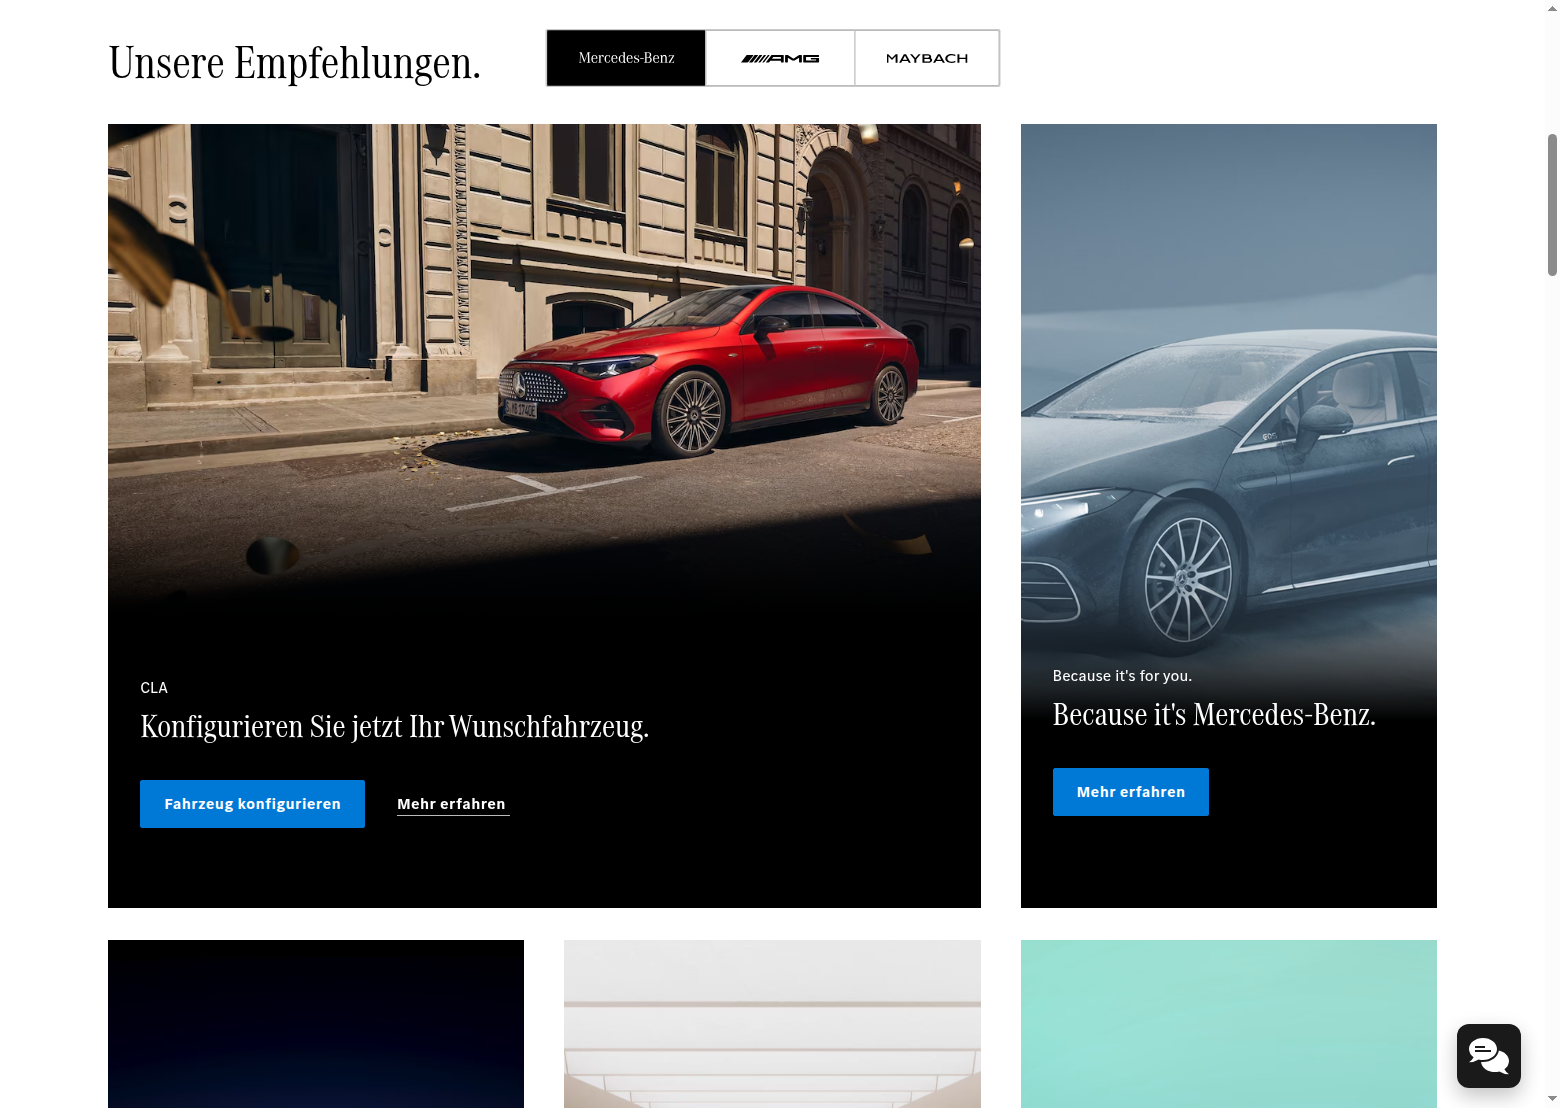 Unsere Empfehlungen.
Mercedes-Benz
AMG
MAYBACH
CLA
Konfigurieren Sie jetzt Ihr Wunschfahrzeug.
Fahrzeug konfigurieren
Mehr erfahren
Because it's for you.
Because it's Mercedes-Benz.
Mehr erfahren